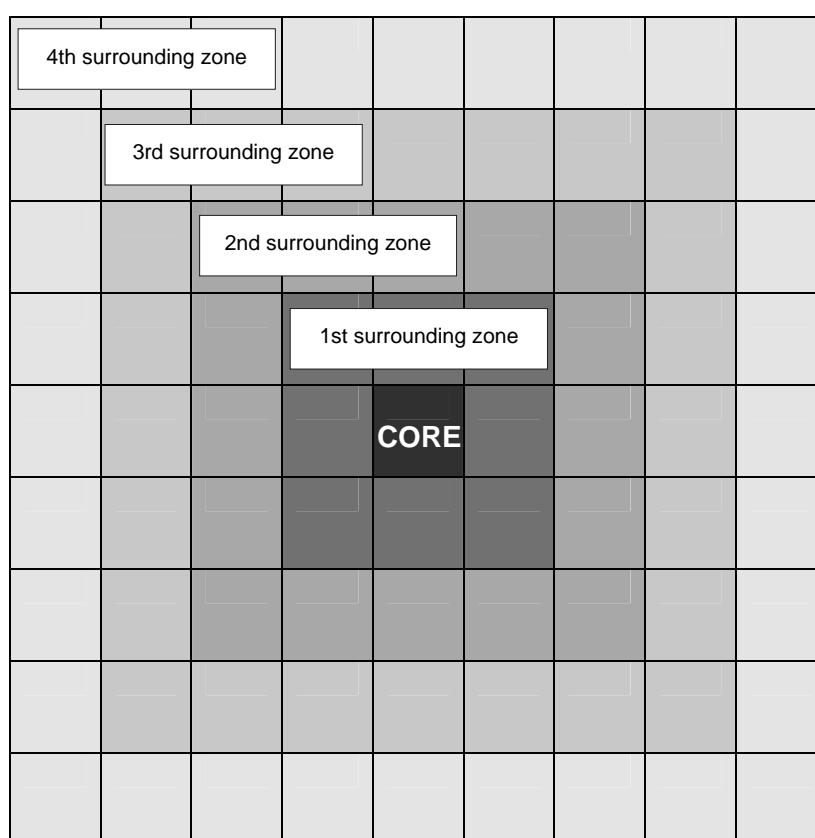 4th surrounding zone
3rd surrounding zone
2nd surrounding zone
1st surrounding zone
CORE